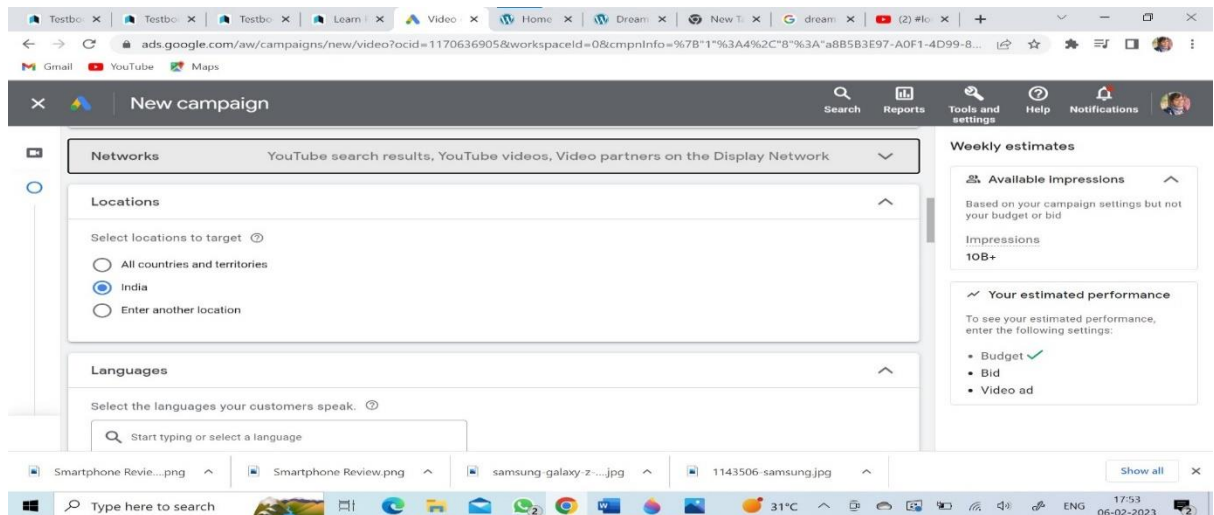 Testbo
Testbo
Testbo
Learn
Video
Home
Dream
New T
dream
(2) #lo
ads.google.com/aw/campaigns/new/video?ocid=1170636905&workspaceId=0&cmpnInfo=%7B"1"%3A4%2C"8"%3A"a8B5B3E97-A0F1-4D99-8...
Gmail YouTube Maps
New campaign
Search Reports Tools and settings Help Notifications
Networks YouTube search results, YouTube videos, Video partners on the Display Network
Locations
Select locations to target
All countries and territories
India
Enter another location
Languages
Select the languages your customers speak.
Start typing or select a language
Weekly estimates
Available impressions
Based on your campaign settings but not
your budget or bid
Impressions
10B+
Your estimated performance
To see your estimated performance,
enter the following settings:
• Budget
• Bid
• Video ad
Smartphone Revie....png Smartphone Review.png samsung-galaxy-z-....jpg 1143506-samsung.jpg Show all
Type here to search 31°C ENG 17:53
06-02-2023